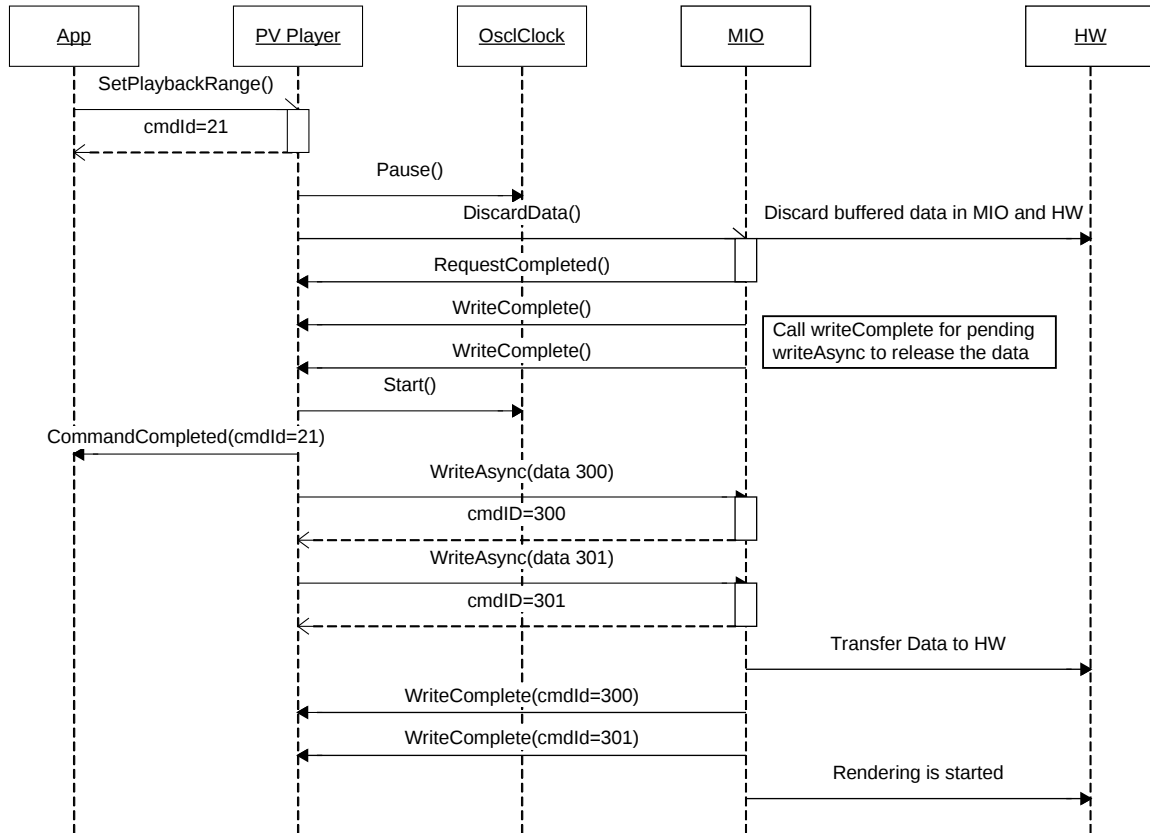 App
PV Player
OsclClock
MIO
HW
SetPlaybackRange()
cmdId=21
Pause()
DiscardData()
Discard buffered data in MIO and HW
RequestCompleted()
WriteComplete()
Call writeComplete for pending
writeAsync to release the data
WriteComplete()
Start()
CommandCompleted(cmdId=21)
WriteAsync(data 300)
cmdID=300
WriteAsync(data 301)
cmdID=301
Transfer Data to HW
WriteComplete(cmdId=300)
WriteComplete(cmdId=301)
Rendering is started